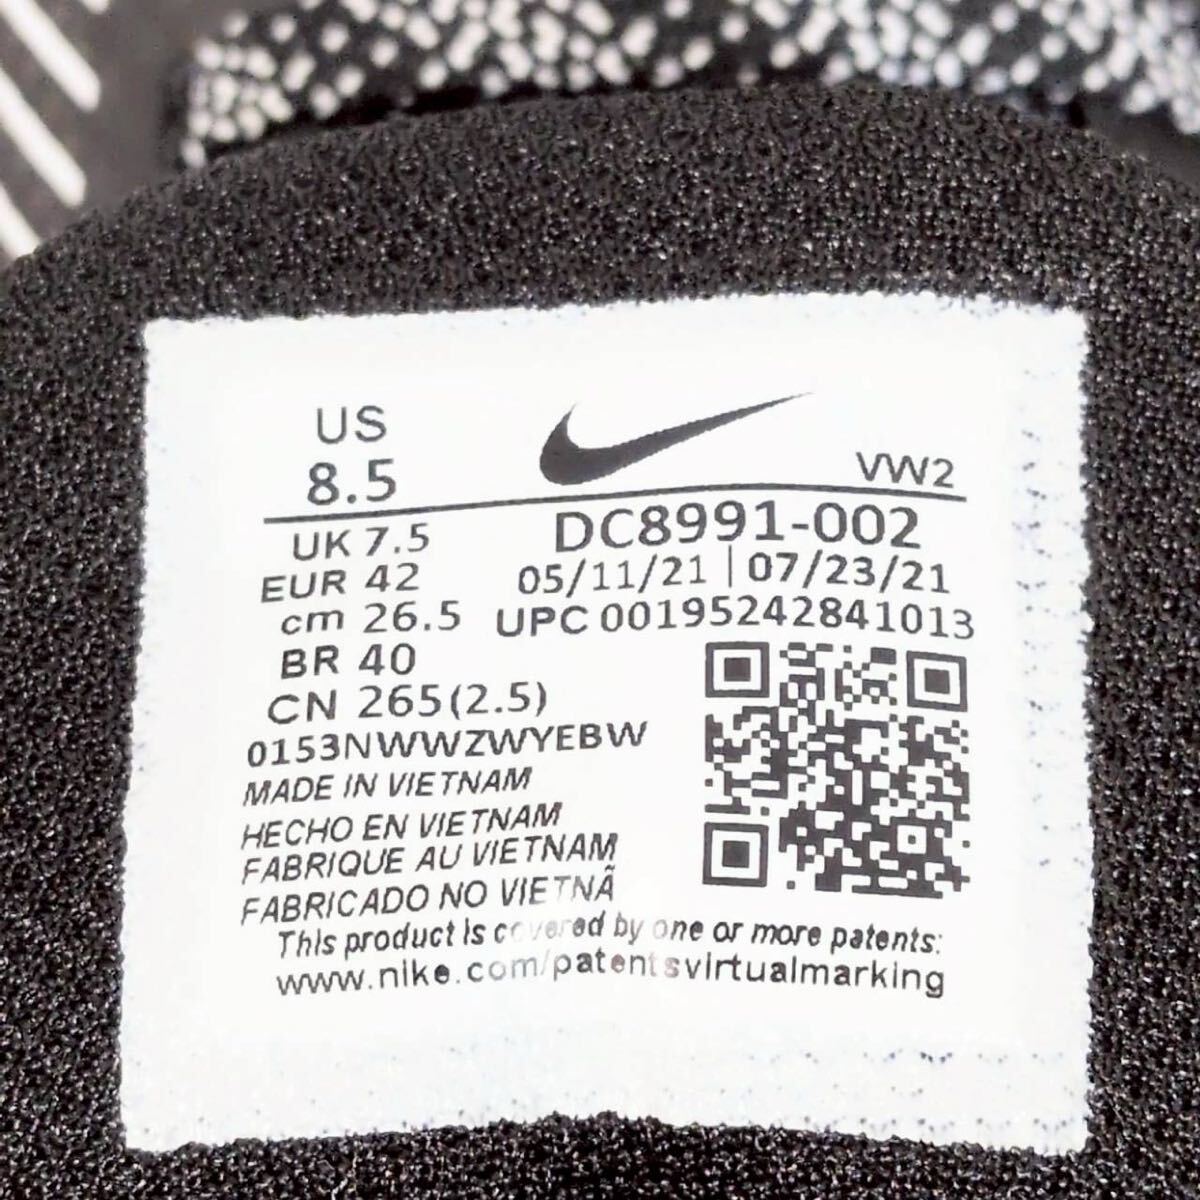 US
8.5
VW2
UK 7.5
DC8991-002
EUR 42
05/11/21 | 07/23/21
cm 26.5
UPC 00195242841013
BR 40
CN 265(2.5)
0153NWWZWYEBW
MADE IN VIETNAM
HECHO EN VIETNAM
FABRIQUE AU VIETNAM
FABRICADO NO VIETNÃ
This product is covered by one or more patents:
www.nike.com/patentsvirtualmarking